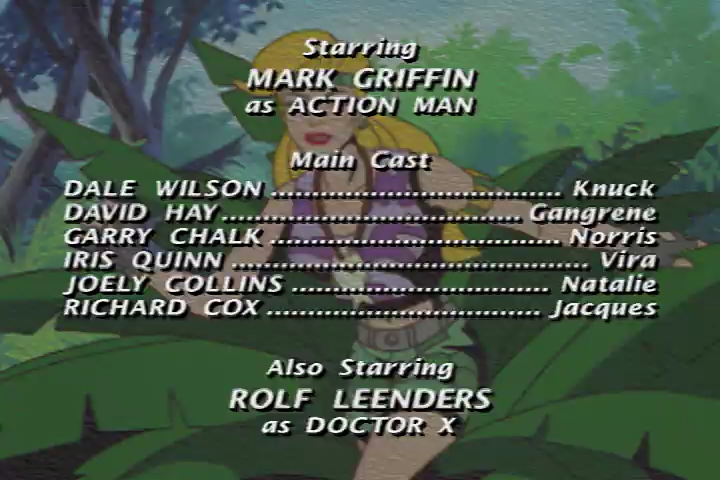 Starring
MARK GRIFFIN
as ACTION MAN
Main Cast
DALE WILSON .................................. Knuck
DAVID HAY ................................... Gangrene
GARRY CHALK .................................. Norris
IRIS QUINN .......................................... Vira
JOELY COLLINS .............................. Natalie
RICHARD COX ................................ Jacques
Also Starring
ROLF LEENDERS
as DOCTOR X